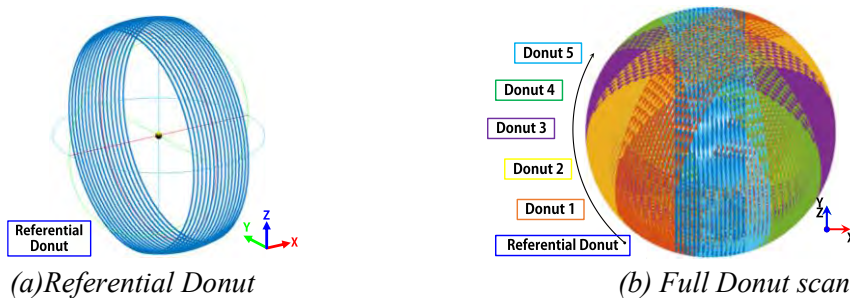 Referential
Donut
Z
Y
X
(a)Referential Donut
Donut 5
Donut 4
Donut 3
Donut 2
Donut 1
Referential Donut
Y
Z
X
(b) Full Donut scan